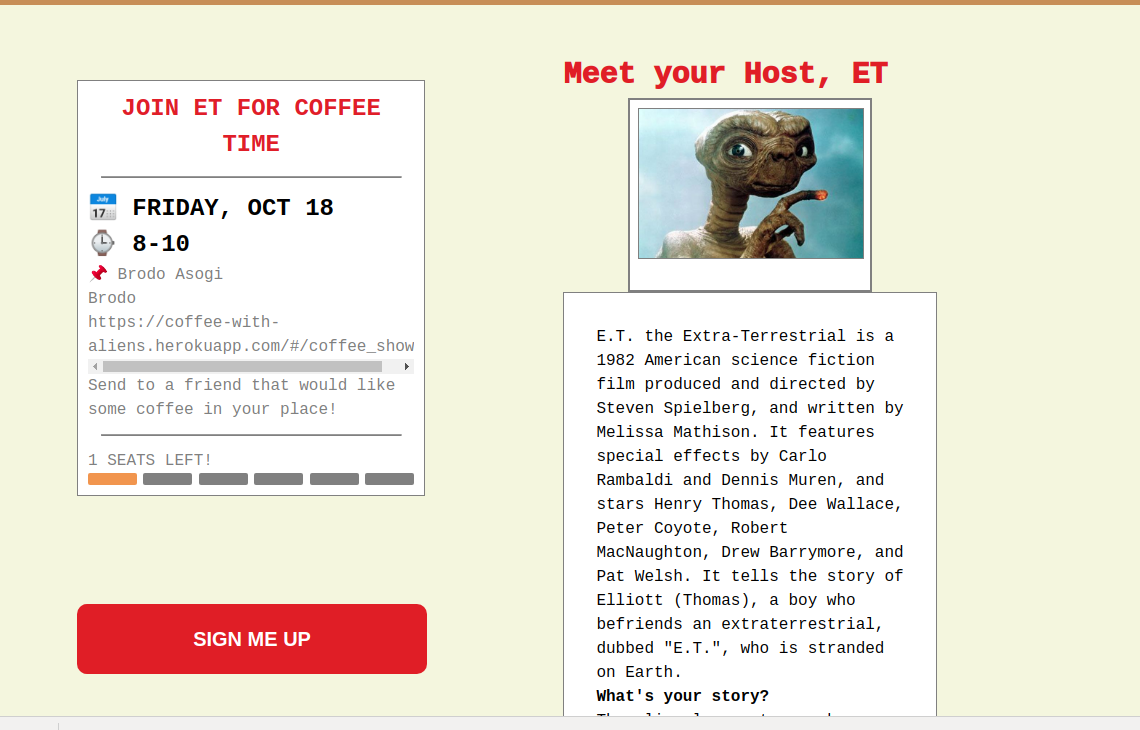 JOIN ET FOR COFFEE
TIME
July
17
FRIDAY, OCT 18
8-10
Brodo Asogi
Brodo
https://coffee-with-
aliens.herokuapp.com/#/coffee_show
Send to a friend that would like
some coffee in your place!
1 SEATS LEFT!
SIGN ME UP
Meet your Host, ET
E.T. the Extra-Terrestrial is a
1982 American science fiction
film produced and directed by
Steven Spielberg, and written by
Melissa Mathison. It features
special effects by Carlo
Rambaldi and Dennis Muren, and
stars Henry Thomas, Dee Wallace,
Peter Coyote, Robert
MacNaughton, Drew Barrymore, and
Pat Welsh. It tells the story of
Elliott (Thomas), a boy who
befriends an extraterrestrial,
dubbed "E.T.", who is stranded
on Earth.
What's your story?